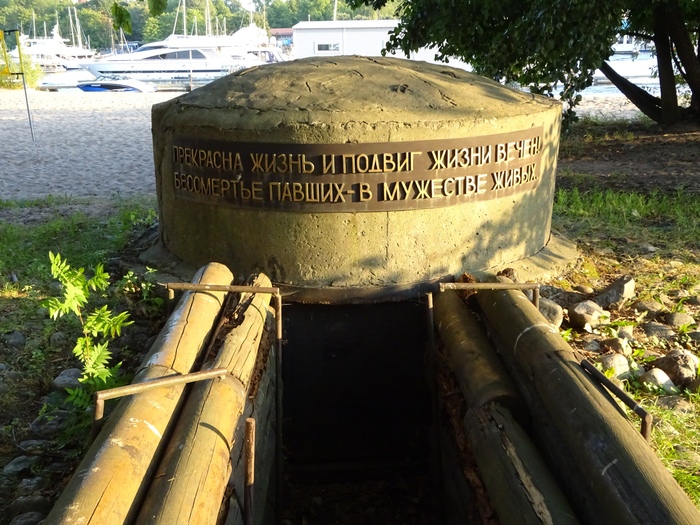 ПРЕКРАСНА ЖИЗНЬ И ПОДВИГ ЖИЗНИ ВЕЧЕН!
БЕССМЕРТЬЕ ПАВШИХ - В МУЖЕСТВЕ ЖИВЫХ